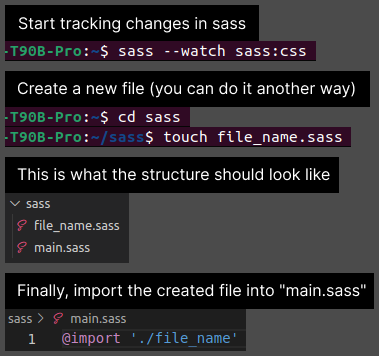 Start tracking changes in sass
-T90B-Pro:~$ sass --watch sass:css
Create a new file (you can do it another way)
-T90B-Pro:~$ cd sass
-T90B-Pro:~/sass$ touch file_name.sass
This is what the structure should look like
sass
file_name.sass
main.sass
Finally, import the created file into "main.sass"
sass > main.sass
1 @import './file_name'